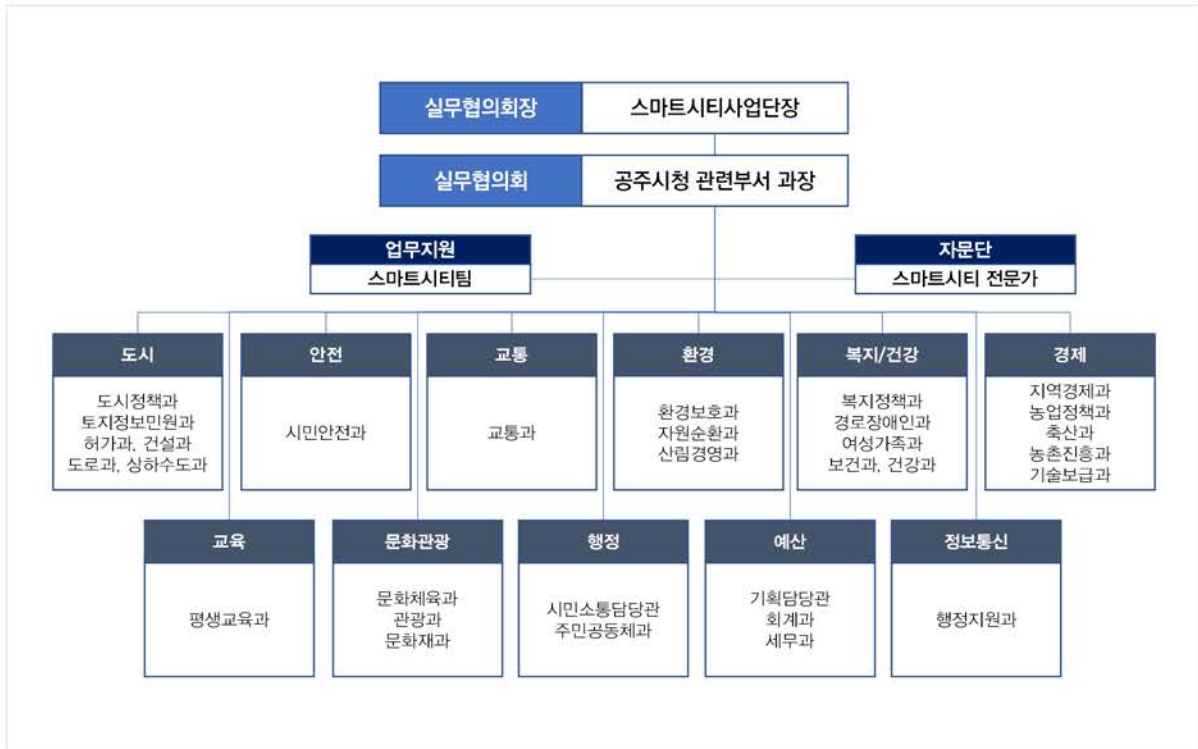 실무협의회장 스마트시티사업단장
실무협의회 공주시청 관련부서 과장
업무지원
스마트시티팀
자문단
스마트시티 전문가
도시
도시정책과
토지정보민원과
허가과, 건설과
도로과, 상하수도과
안전
시민안전과
교통
교통과
환경
환경보호과
자원순환과
산림경영과
복지/건강
복지정책과
경로장애인과
여성가족과
보건과, 건강과
경제
지역경제과
농업정책과
축산과
농촌진흥과
기술보급과
교육
평생교육과
문화관광
문화체육과
관광과
문화재과
행정
시민소통담당관
주민공동체과
예산
기획담당관
회계과
세무과
정보통신
행정지원과